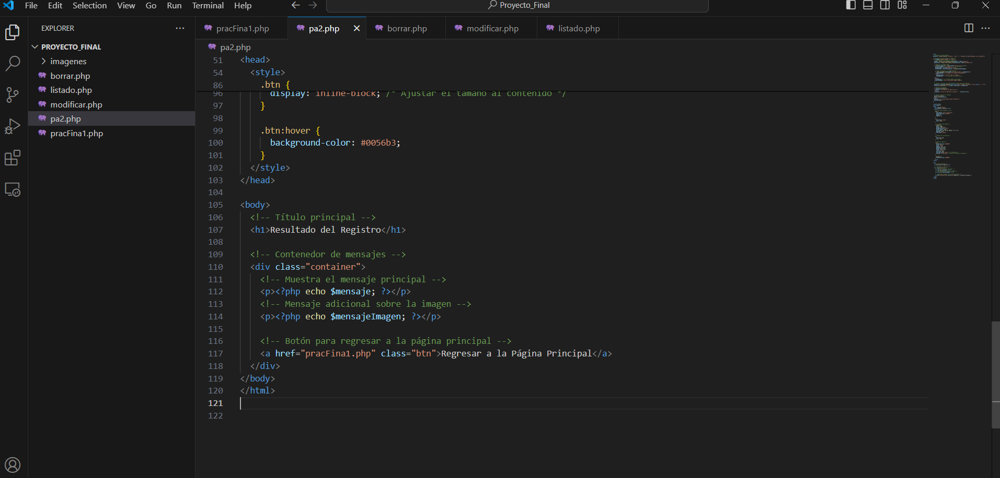 File Edit Selection View Go Run Terminal Help
Proyecto_Final
EXPLORER
PROYECTO_FINAL
imagenes
borrar.php
listado.php
modificar.php
pa2.php
pracFina1.php
pracFina1.php pa2.php borrar.php modificar.php listado.php
pa2.php
51 <head>
54 <style>
86 .btn {
96 display: inline-block; /* Ajustar el tamaño al contenido */
97 }
98
99 .btn:hover {
100 background-color: #0056b3;
101 }
102 </style>
103 </head>
104
105 <body>
106 <!-- Título principal -->
107 <h1>Resultado del Registro</h1>
108
109 <!-- Contenedor de mensajes -->
110 <div class="container">
111 <!-- Muestra el mensaje principal -->
112 <p><?php echo $mensaje; ?></p>
113 <!-- Mensaje adicional sobre la imagen -->
114 <p><?php echo $mensajeImagen; ?></p>
115
116 <!-- Botón para regresar a la página principal -->
117 <a href="pracFina1.php" class="btn">Regresar a la Página Principal</a>
118 </div>
119 </body>
120 </html>
121
122